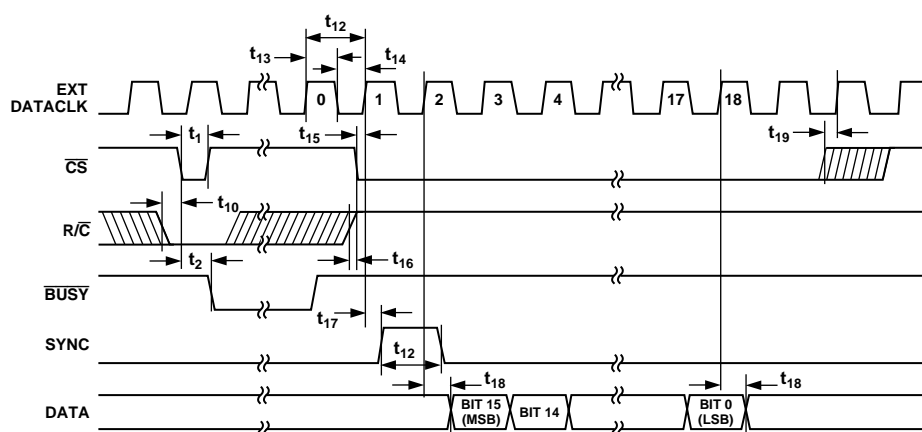 t12
t13
t14
EXT
DATACLK
0
1
2
3
4
17
18
t1
t15
t19
CS
t10
R/C
t2
t16
BUSY
t17
SYNC
t12
t18
t18
DATA
BIT 15
(MSB)
BIT 14
BIT 0
(LSB)